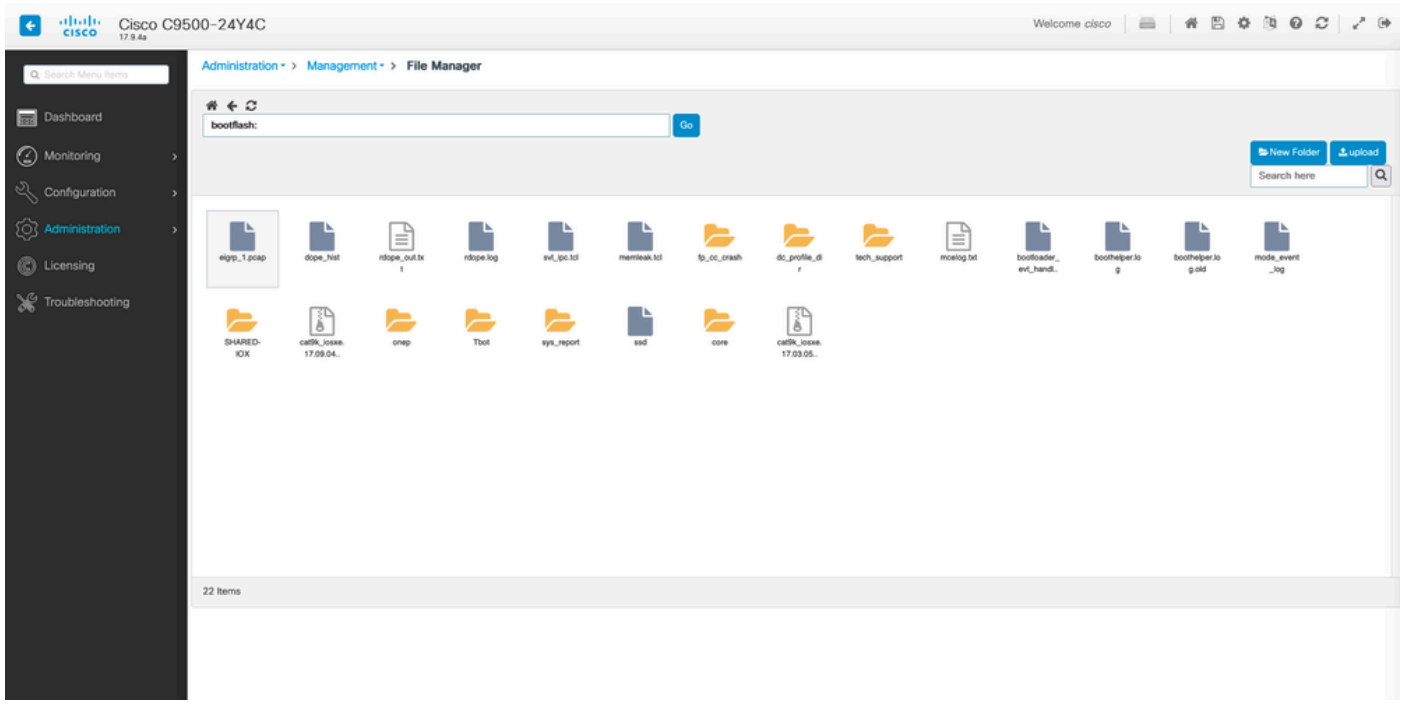 cisco
Cisco C9500-24Y4C
17.9.4a
Welcome cisco
Search Menu Items
Dashboard
Monitoring
Configuration
Administration
Licensing
Troubleshooting
Administration > Management > File Manager
bootflash:
Go
New Folder
upload
Search here
eigrp_1.pcap
dope_hist
rdope_out.tx
t
rdope.log
svl_ipc.tcl
memleak.tcl
fp_cc_crash
dc_profile_di
r
tech_support
mcelog.txt
bootloader_
evt_handl..
boothelper.lo
g
boothelper.lo
g.old
mode_event
_log
SHARED-
IOX
cat9k_iosxe.
17.09.04..
onep
Tbot
sys_report
ssd
core
cat9k_iosxe.
17.03.05..
22 Items